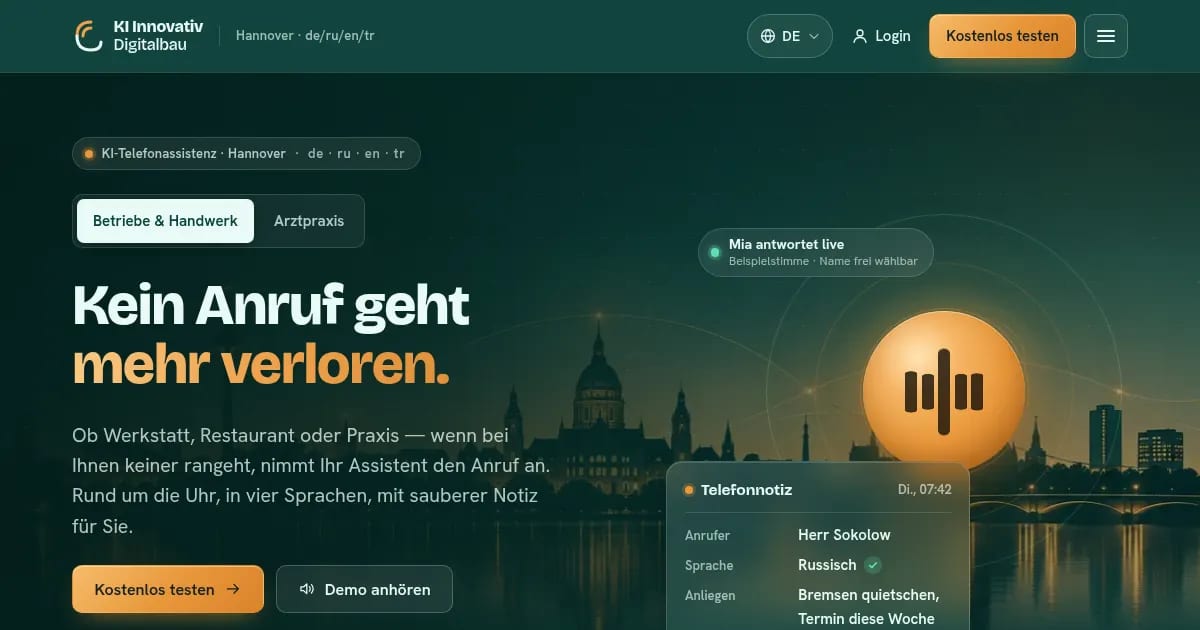 KI Innovativ
Digitalbau
Hannover · de/ru/en/tr
DE
Login
Kostenlos testen
KI-Telefonassistenz · Hannover · de · ru · en · tr
Betriebe & Handwerk
Arztpraxis
Mia antwortet live
Beispielstimme · Name frei wählbar
Kein Anruf geht
mehr verloren.
Ob Werkstatt, Restaurant oder Praxis — wenn bei
Ihnen keiner rangeht, nimmt Ihr Assistent den Anruf an.
Rund um die Uhr, in vier Sprachen, mit sauberer Notiz
für Sie.
Kostenlos testen →
Demo anhören
Telefonnotiz
Di., 07:42
Anrufer Herr Sokolow
Sprache Russisch
Anliegen Bremsen quietschen,
Termin diese Woche